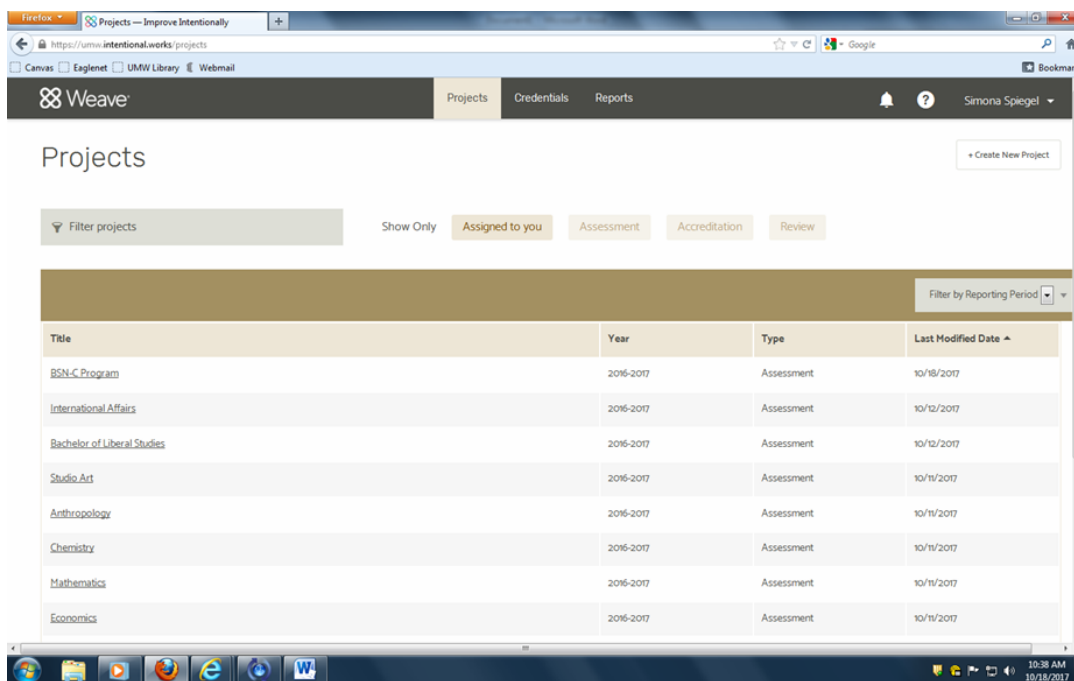 Firefox
Projects — Improve Intentionally
https://umw.intentional.works/projects
Google
Canvas Eaglenet UMW Library Webmail Bookmar
Weave Projects Credentials Reports ? Simona Spiegel
Projects
+ Create New Project
Filter projects Show Only Assigned to you Assessment Accreditation Review
Filter by Reporting Period
Title Year Type Last Modified Date
BSN-C Program 2016-2017 Assessment 10/18/2017
International Affairs 2016-2017 Assessment 10/12/2017
Bachelor of Liberal Studies 2016-2017 Assessment 10/12/2017
Studio Art 2016-2017 Assessment 10/11/2017
Anthropology 2016-2017 Assessment 10/11/2017
Chemistry 2016-2017 Assessment 10/11/2017
Mathematics 2016-2017 Assessment 10/11/2017
Economics 2016-2017 Assessment 10/11/2017
10:38 AM
10/18/2017